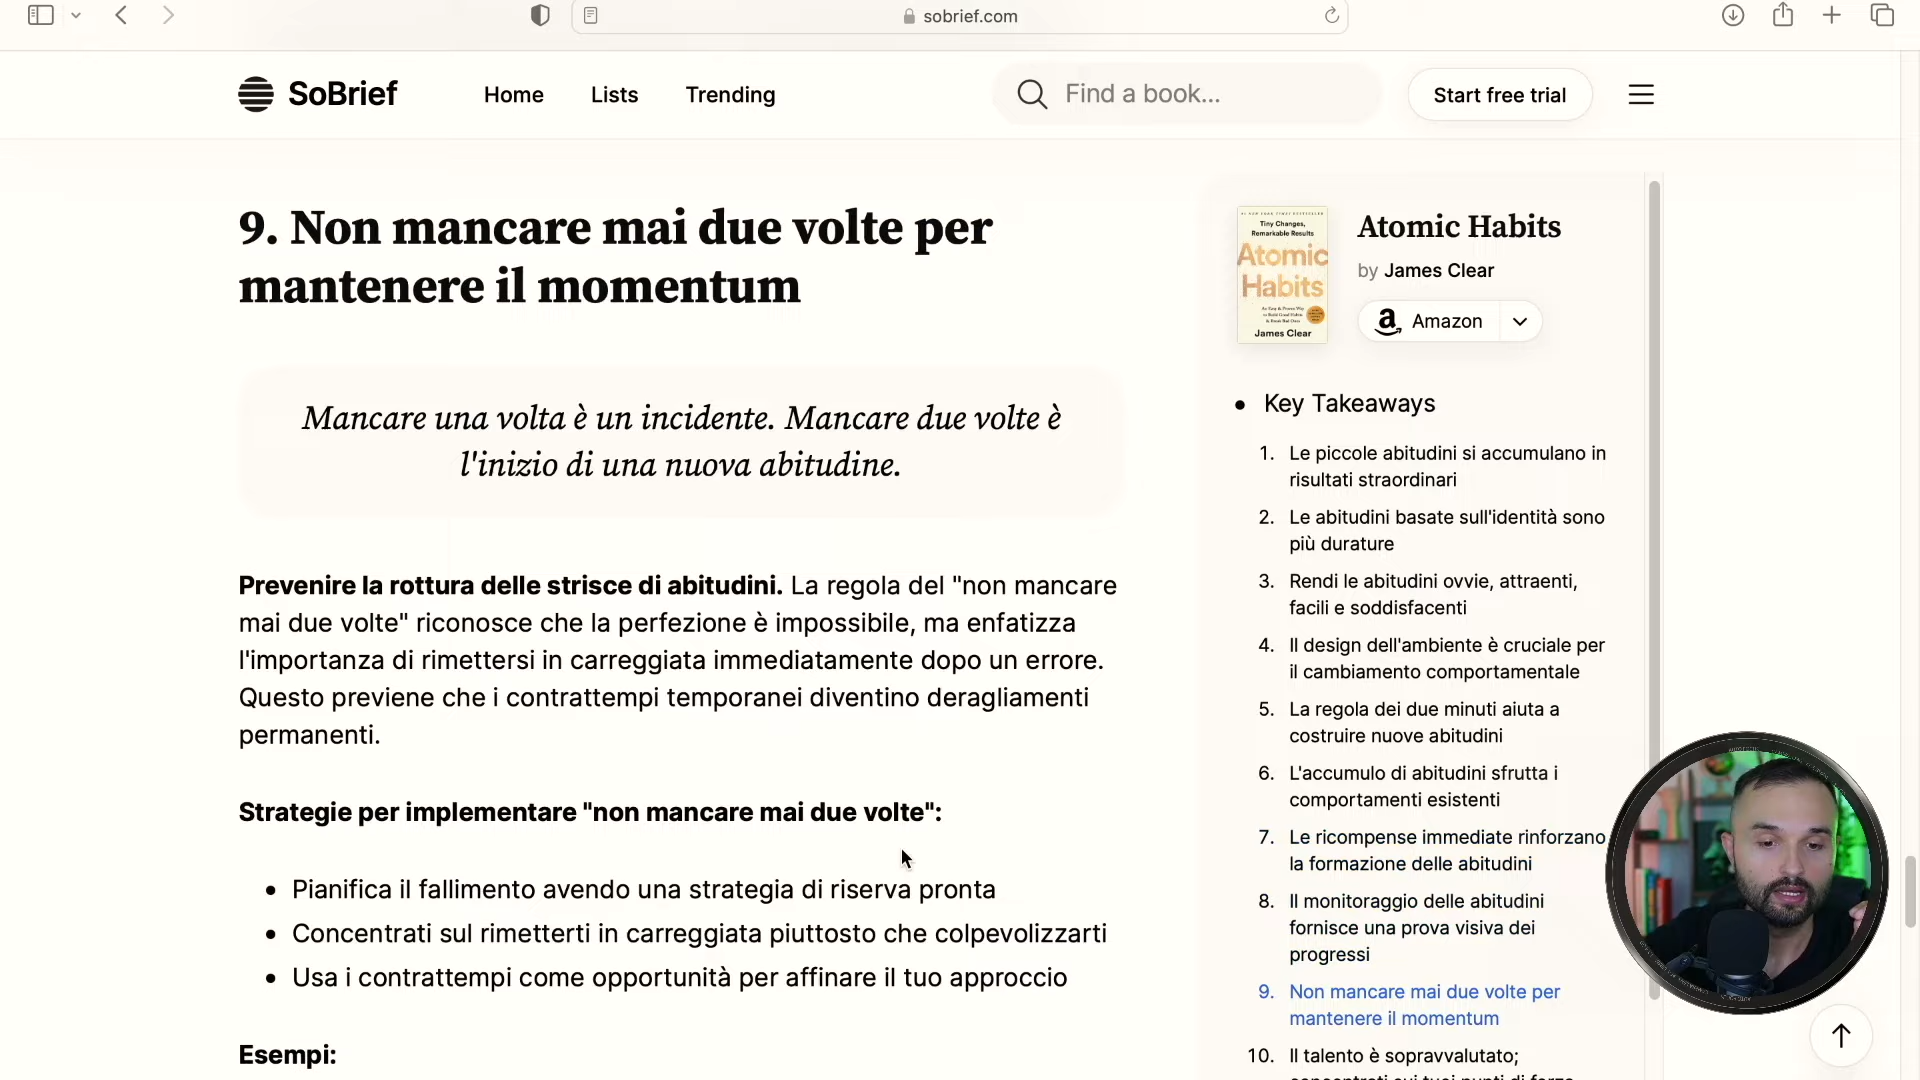 sobrief.com
SoBrief
Home
Lists
Trending
Find a book...
Start free trial
9. Non mancare mai due volte per
mantenere il momentum
Mancare una volta è un incidente. Mancare due volte è
l'inizio di una nuova abitudine.
Prevenire la rottura delle strisce di abitudini. La regola del "non mancare
mai due volte" riconosce che la perfezione è impossibile, ma enfatizza
l'importanza di rimettersi in carreggiata immediatamente dopo un errore.
Questo previene che i contrattempi temporanei diventino deragliamenti
permanenti.
Strategie per implementare "non mancare mai due volte":
• Pianifica il fallimento avendo una strategia di riserva pronta
• Concentrati sul rimetterti in carreggiata piuttosto che colpevolizzarti
• Usa i contrattempi come opportunità per affinare il tuo approccio
Esempi:
Tiny Changes,
Remarkable Results
Atomic
Habits
James Clear
Atomic Habits
by James Clear
Amazon
• Key Takeaways
1. Le piccole abitudini si accumulano in
risultati straordinari
2. Le abitudini basate sull'identità sono
più durature
3. Rendi le abitudini ovvie, attraenti,
facili e soddisfacenti
4. Il design dell'ambiente è cruciale per
il cambiamento comportamentale
5. La regola dei due minuti aiuta a
costruire nuove abitudini
6. L'accumulo di abitudini sfrutta i
comportamenti esistenti
7. Le ricompense immediate rinforzano
la formazione delle abitudini
8. Il monitoraggio delle abitudini
fornisce una prova visiva dei
progressi
9. Non mancare mai due volte per
mantenere il momentum
10. Il talento è sopravvalutato;